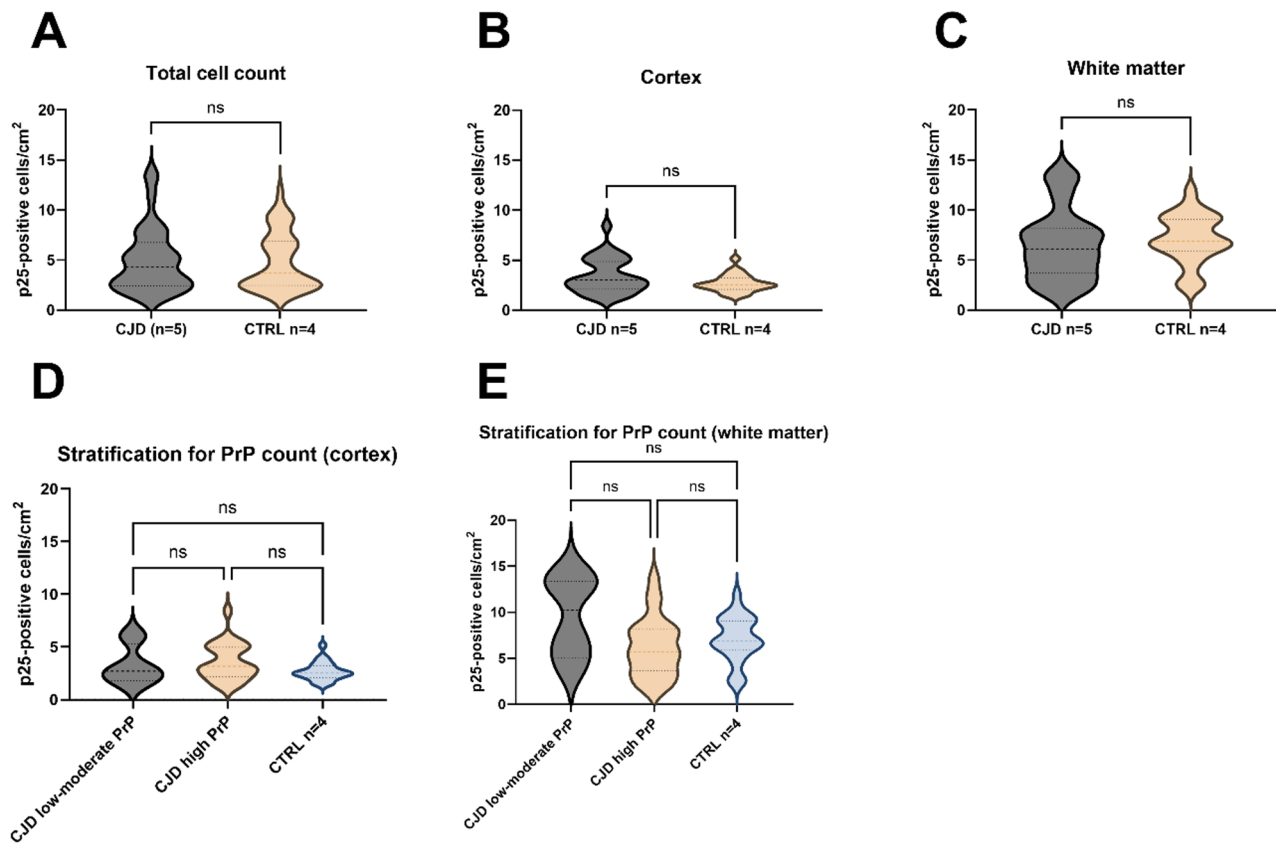 A
Total cell count
p25-positive cells/cm²
20
15
10
5
0
ns
CJD (n=5)
CTRL n=4
B
Cortex
p25-positive cells/cm²
20
15
10
5
0
ns
CJD n=5
CTRL n=4
C
White matter
p25-positive cells/cm²
20
15
10
5
0
ns
CJD n=5
CTRL n=4
D
Stratification for PrP count (cortex)
p25-positive cells/cm²
20
15
10
5
0
ns
ns
ns
CJD low-moderate PrP
CJD high PrP
CTRL n=4
E
Stratification for PrP count (white matter)
p25-positive cells/cm²
20
15
10
5
0
ns
ns
ns
CJD low-moderate PrP
CJD high PrP
CTRL n=4